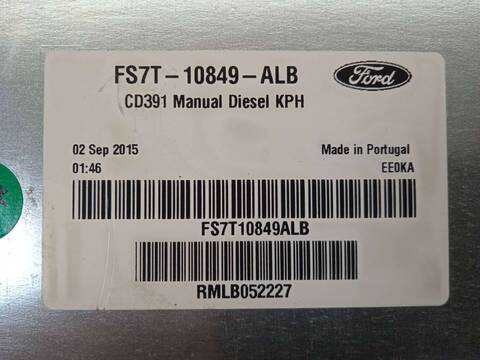 FS7T-10849-ALB
Ford
CD391 Manual Diesel KPH
02 Sep 2015
Made in Portugal
01:46
EE0KA
FS7T10849ALB
RMLB052227